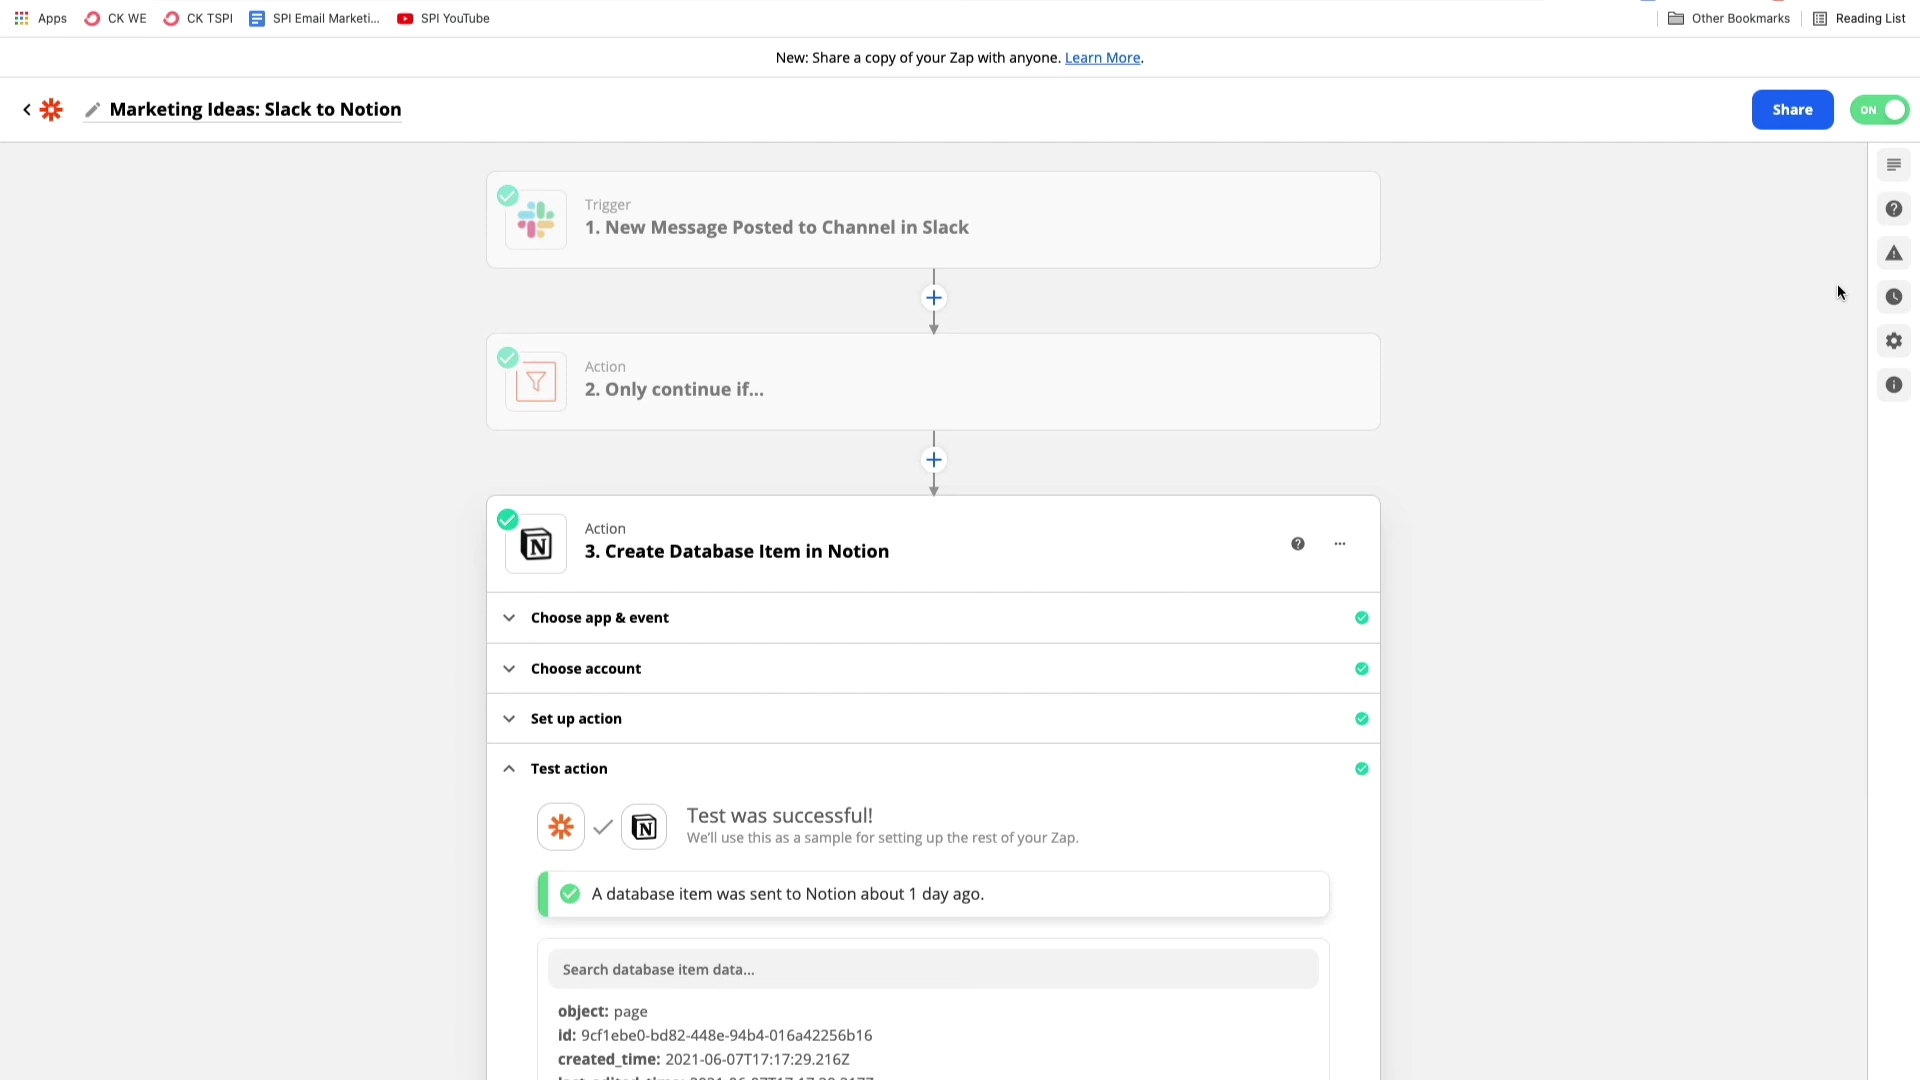 Apps CK WE CK TSPI SPI Email Marketi... SPI YouTube Other Bookmarks Reading List
New: Share a copy of your Zap with anyone. Learn More.
Marketing Ideas: Slack to Notion Share ON
Trigger
1. New Message Posted to Channel in Slack
Action
2. Only continue if...
Action
3. Create Database Item in Notion
Choose app & event
Choose account
Set up action
Test action
Test was successful!
We'll use this as a sample for setting up the rest of your Zap.
A database item was sent to Notion about 1 day ago.
Search database item data...
object: page
id: 9cf1ebe0-bd82-448e-94b4-016a42256b16
created_time: 2021-06-07T17:17:29.216Z